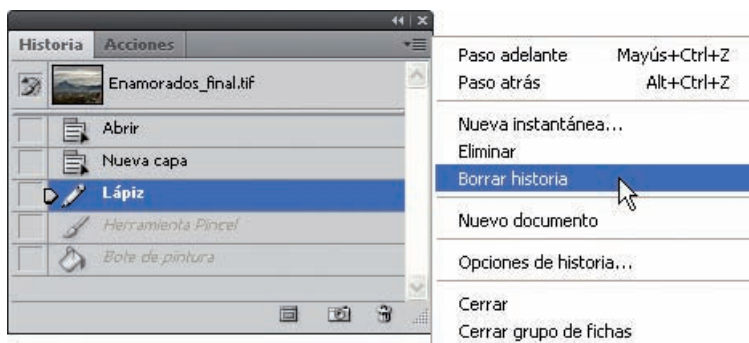 Historia Acciones
Enamorados_final.tif
Abrir
Nueva capa
Lápiz
Herramienta Pincel
Bote de pintura
Paso adelante Mayús+Ctrl+Z
Paso atrás Alt+Ctrl+Z
Nueva instantánea...
Eliminar
Borrar historia
Nuevo documento
Opciones de historia...
Cerrar
Cerrar grupo de fichas